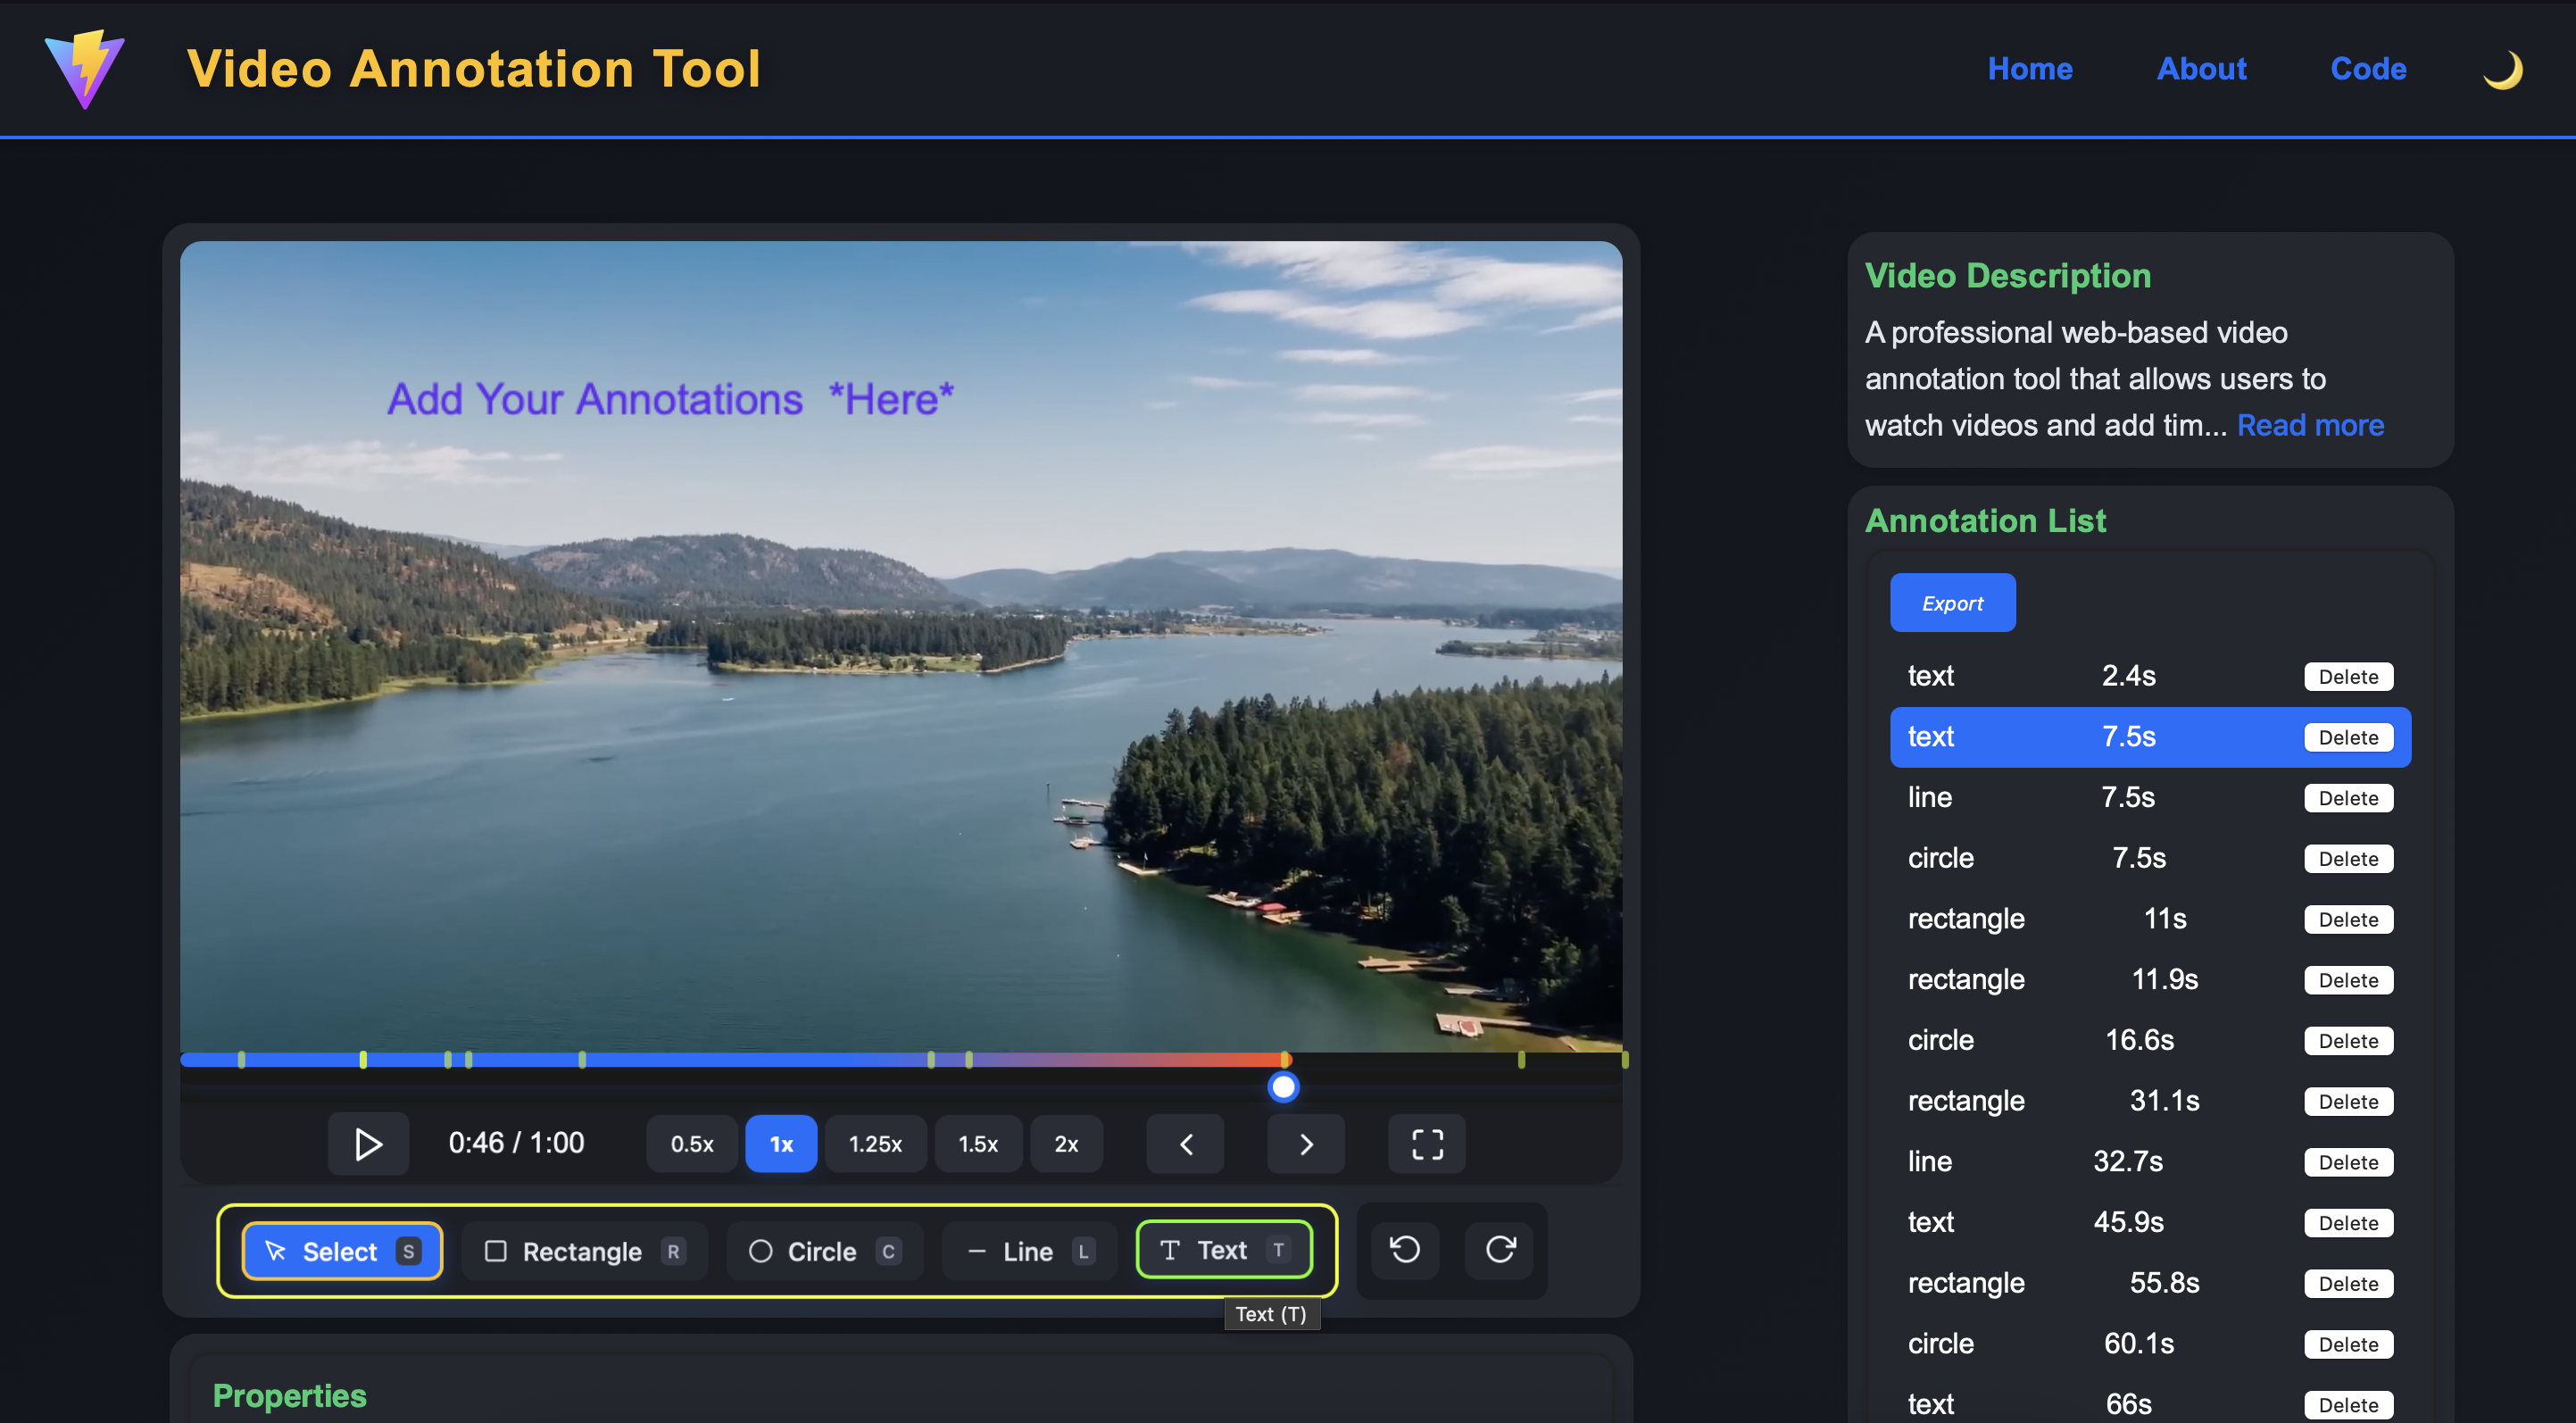 Video Annotation Tool
Home
About
Code
Add Your Annotations  *Here*
0:46 / 1:00
0.5x
1x
1.25x
1.5x
2x
Select S
Rectangle R
Circle C
Line L
Text T
Text (T)
Properties
Video Description
A professional web-based video
annotation tool that allows users to
watch videos and add tim... Read more
Annotation List
Export
text 2.4s Delete
text 7.5s Delete
line 7.5s Delete
circle 7.5s Delete
rectangle 11s Delete
rectangle 11.9s Delete
circle 16.6s Delete
rectangle 31.1s Delete
line 32.7s Delete
text 45.9s Delete
rectangle 55.8s Delete
circle 60.1s Delete
text 66s Delete